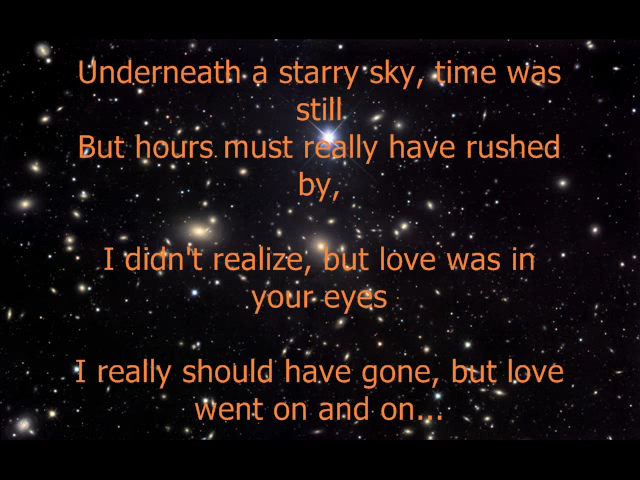 Underneath a starry sky, time was
still
But hours must really have rushed
by,
I didn't realize, but love was in
your eyes
I really should have gone, but love
went on and on...